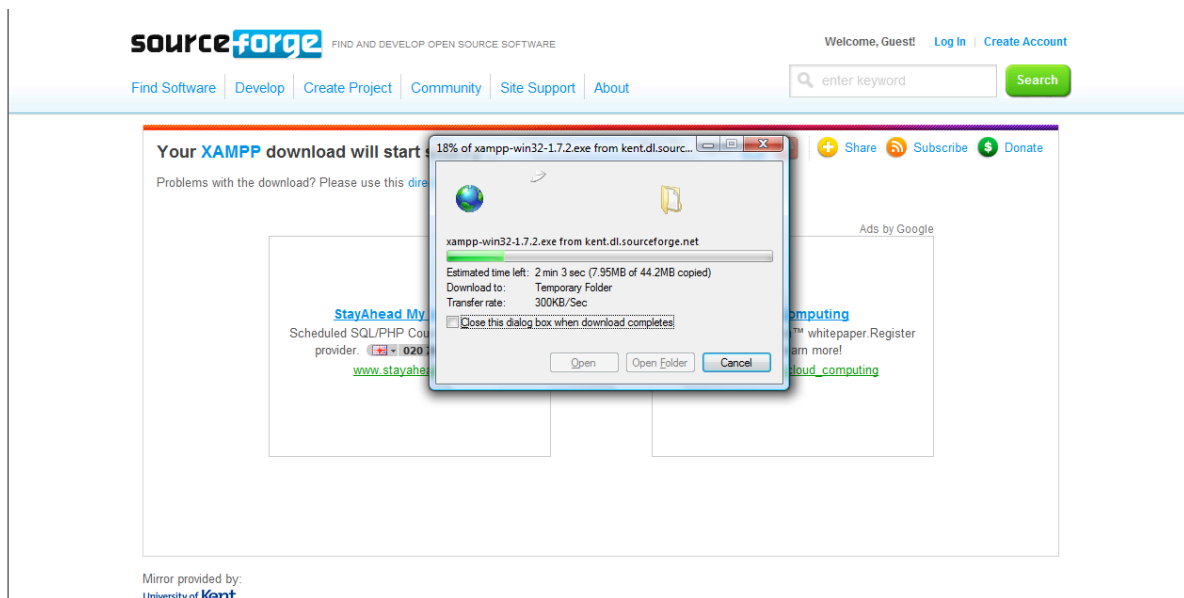 sourceforge FIND AND DEVELOP OPEN SOURCE SOFTWARE
Welcome, Guest! Log In | Create Account
Find Software Develop Create Project Community Site Support About
enter keyword Search
Your XAMPP download will start
Share Subscribe Donate
Problems with the download? Please use this
18% of xampp-win32-1.7.2.exe from kent.dl.sourc...
xampp-win32-1.7.2.exe from kent.dl.sourceforge.net
Estimated time left: 2 min 3 sec (7.95MB of 44.2MB copied)
Download to: Temporary Folder
Transfer rate: 300KB/Sec
Close this dialog box when download completes
Open Open Folder Cancel
Ads by Google
StayAhead My
Scheduled SQL/PHP
provider. 020
www.stayahe
™ whitepaper.Register
more!
cloud_computing
Mirror provided by:
University of Kent